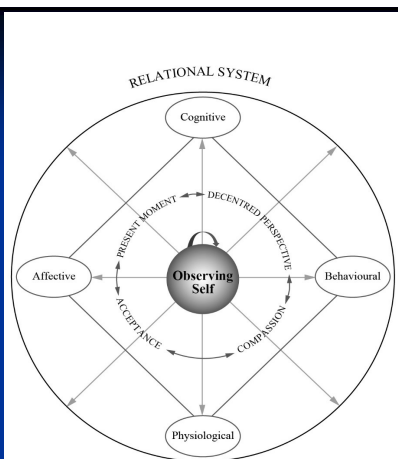 RELATIONAL SYSTEM
Cognitive
PRESENT MOMENT
DECENTRED PERSPECTIVE
Affective
Observing
Self
Behavioural
ACCEPTANCE
COMPASSION
Physiological